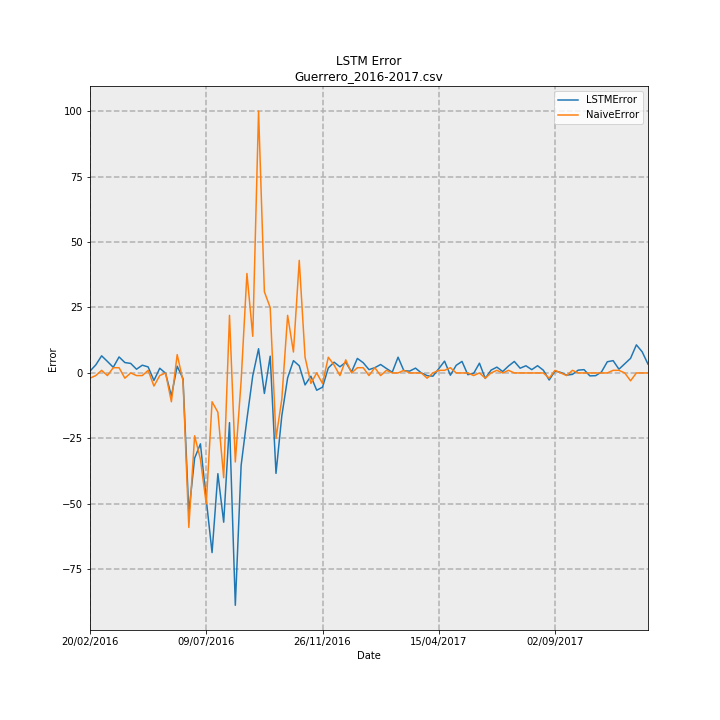 LSTM Error
Guerrero_2016-2017.csv
LSTMError
NaiveError
100
75
50
25
0
−25
−50
−75
Error
20/02/2016
09/07/2016
26/11/2016
15/04/2017
02/09/2017
Date